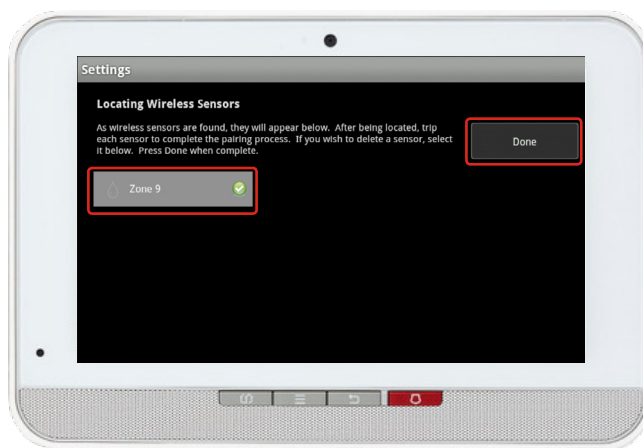 Settings
Locating Wireless Sensors
As wireless sensors are found, they will appear below. After being located, trip
each sensor to complete the pairing process. If you wish to delete a sensor, select
it below. Press Done when complete.
Done
Zone 9